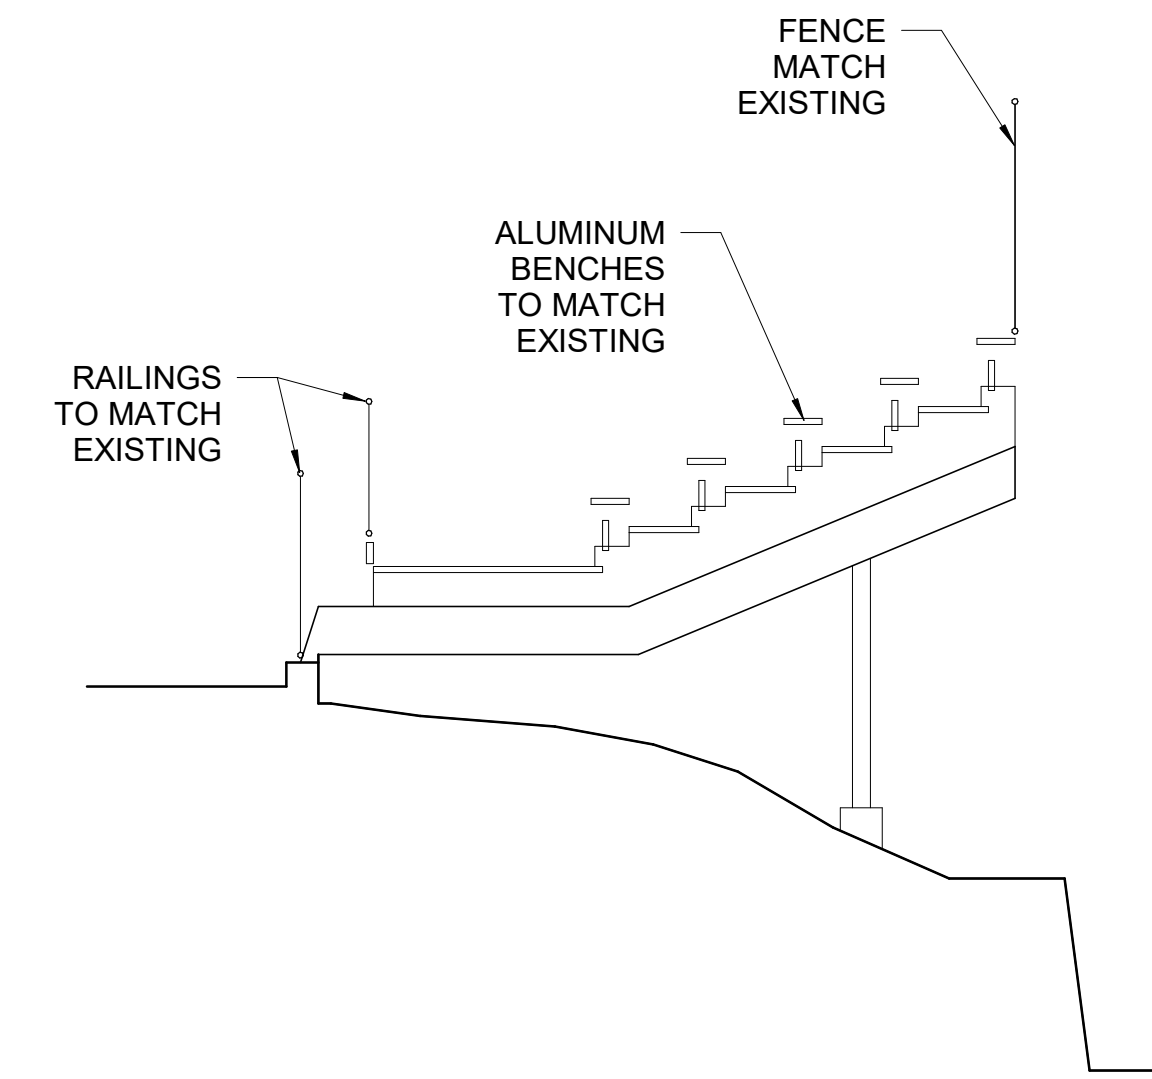 FENCE
MATCH
EXISTING
ALUMINUM
BENCHES
TO MATCH
EXISTING
RAILINGS
TO MATCH
EXISTING